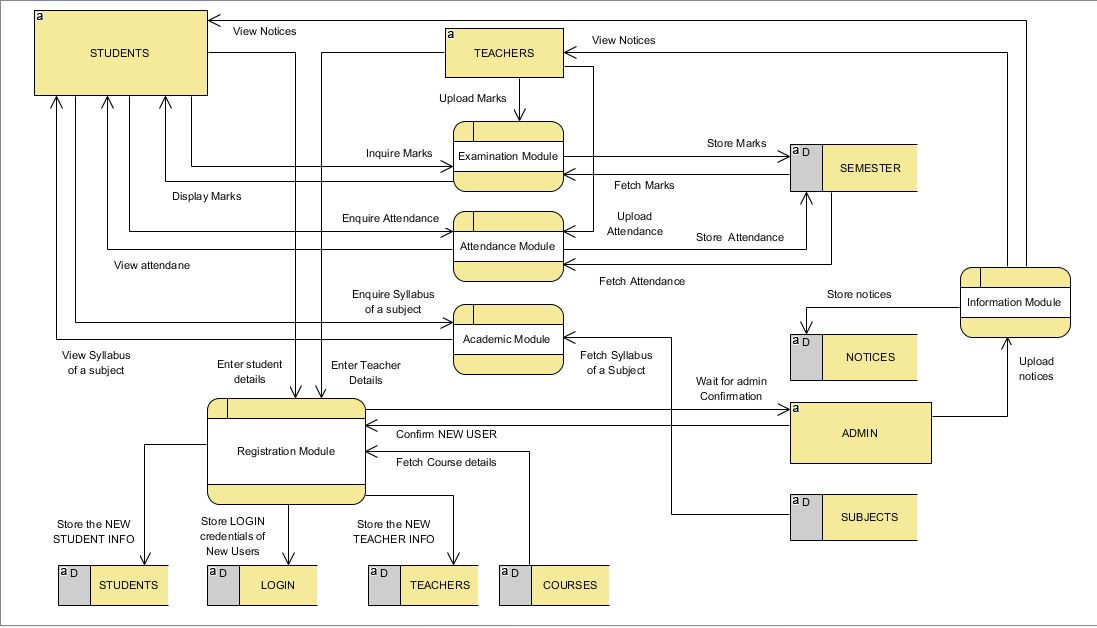 a
STUDENTS
View Notices
a
TEACHERS
View Notices
Upload Marks
Inquire Marks
Examination Module
Store Marks
a D
SEMESTER
Display Marks
Fetch Marks
Enquire Attendance
Upload
Attendance
Attendance Module
Store Attendance
View attendane
Fetch Attendance
Enquire Syllabus
of a subject
Store notices
Information Module
Academic Module
View Syllabus
of a subject
Fetch Syllabus
of a Subject
a D
NOTICES
Upload
notices
Enter student
details
Enter Teacher
Details
Wait for admin
Confirmation
a
ADMIN
Confirm NEW USER
Registration Module
Fetch Course details
a D
SUBJECTS
Store the NEW
STUDENT INFO
Store LOGIN
credentials of
New Users
Store the NEW
TEACHER INFO
a D
STUDENTS
a D
LOGIN
a D
TEACHERS
a D
COURSES